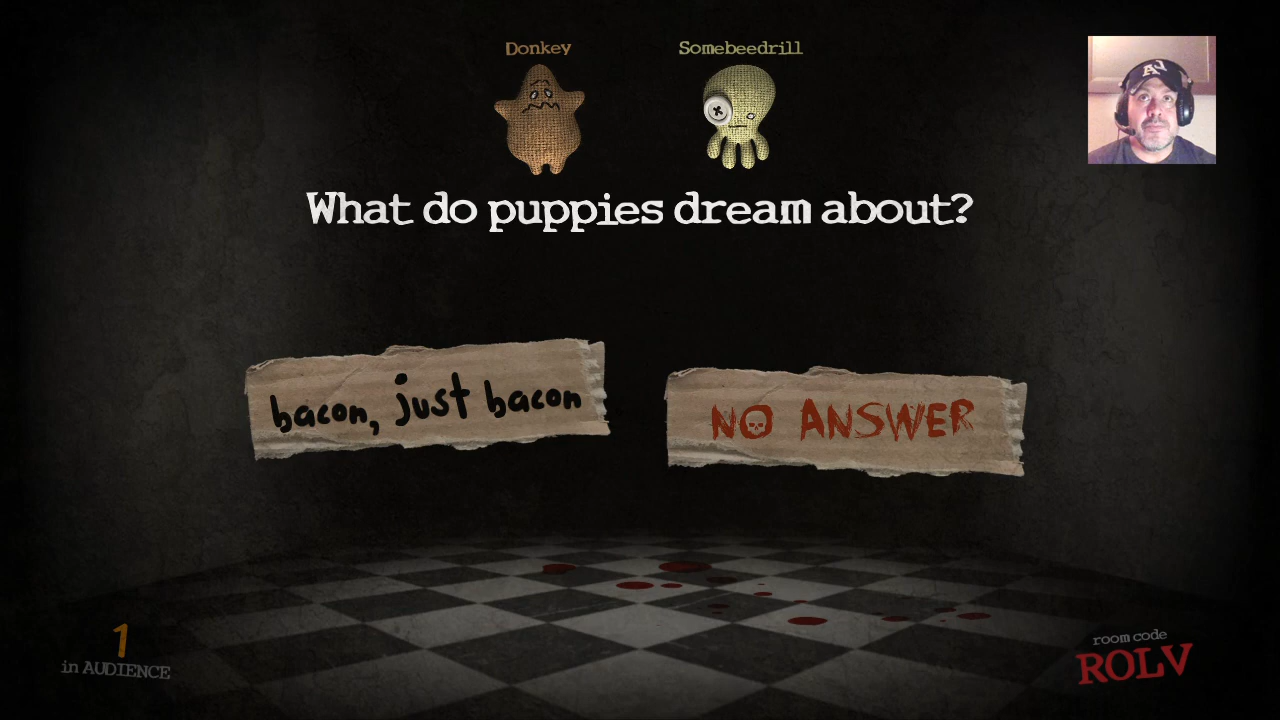 Donkey
Somebeedrill
What do puppies dream about?
bacon, just bacon
NO ANSWER
1
in AUDIENCE
room code
ROLV